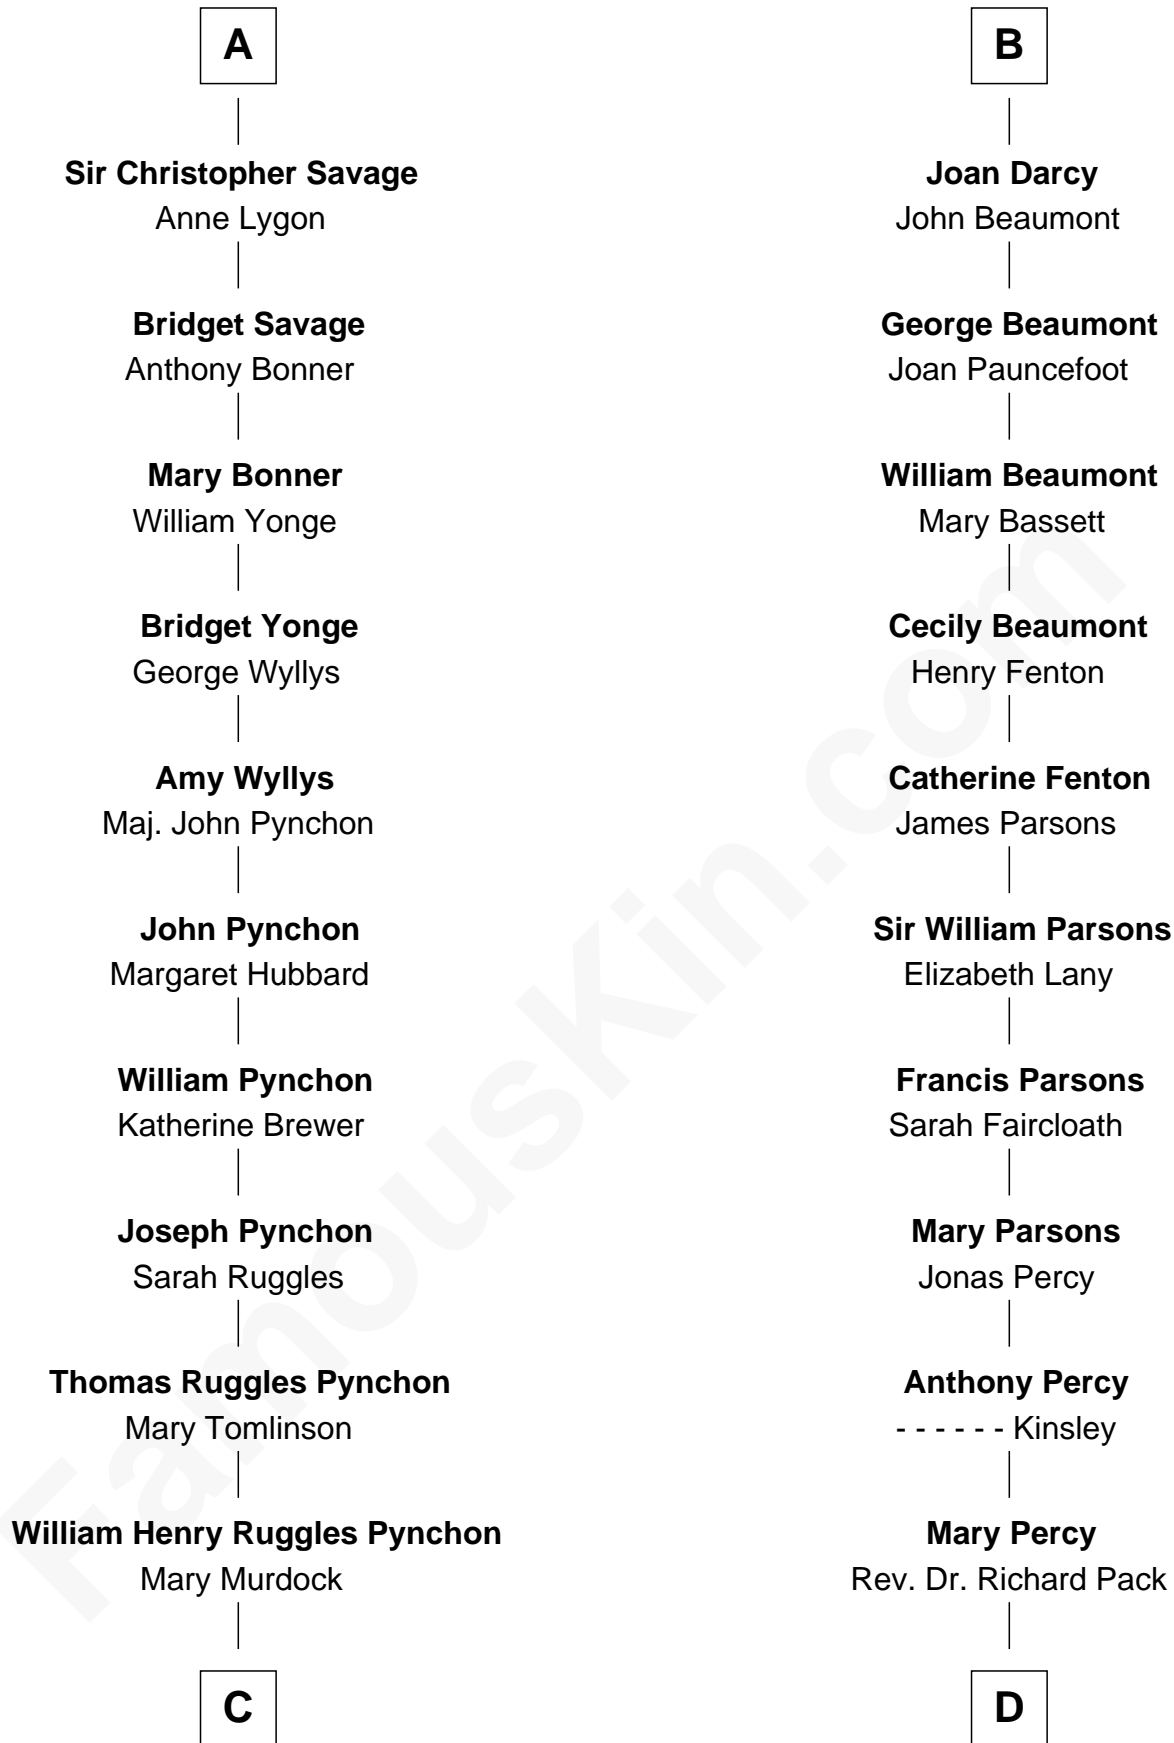 A
Sir Christopher Savage
Anne Lygon
Bridget Savage
Anthony Bonner
Mary Bonner
William Yonge
Bridget Yonge
George Wyllys
Amy Wyllys
Maj. John Pynchon
John Pynchon
Margaret Hubbard
William Pynchon
Katherine Brewer
Joseph Pynchon
Sarah Ruggles
Thomas Ruggles Pynchon
Mary Tomlinson
William Henry Ruggles Pynchon
Mary Murdock
C
B
Joan Darcy
John Beaumont
George Beaumont
Joan Pauncefoot
William Beaumont
Mary Bassett
Cecily Beaumont
Henry Fenton
Catherine Fenton
James Parsons
Sir William Parsons
Elizabeth Lany
Francis Parsons
Sarah Faircloath
Mary Parsons
Jonas Percy
Anthony Percy
- - - - - - Kinsley
Mary Percy
Rev. Dr. Richard Pack
D
FamousKin.com